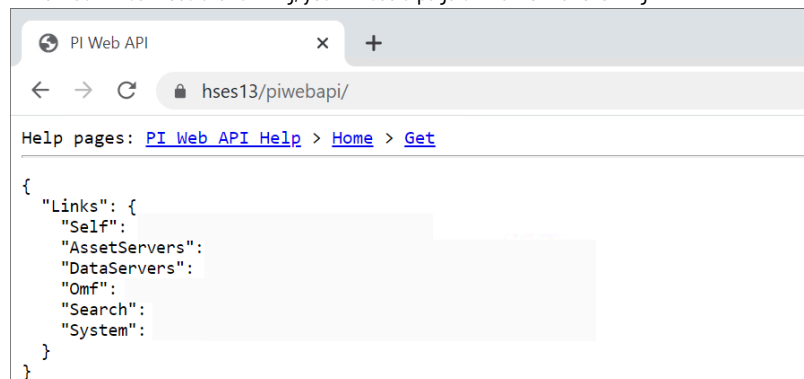 PI Web API
hses13/piwebapi/
Help pages: PI Web API Help > Home > Get
{
"Links": {
"Self":
"AssetServers":
"DataServers":
"Omf":
"Search":
"System":
}
}